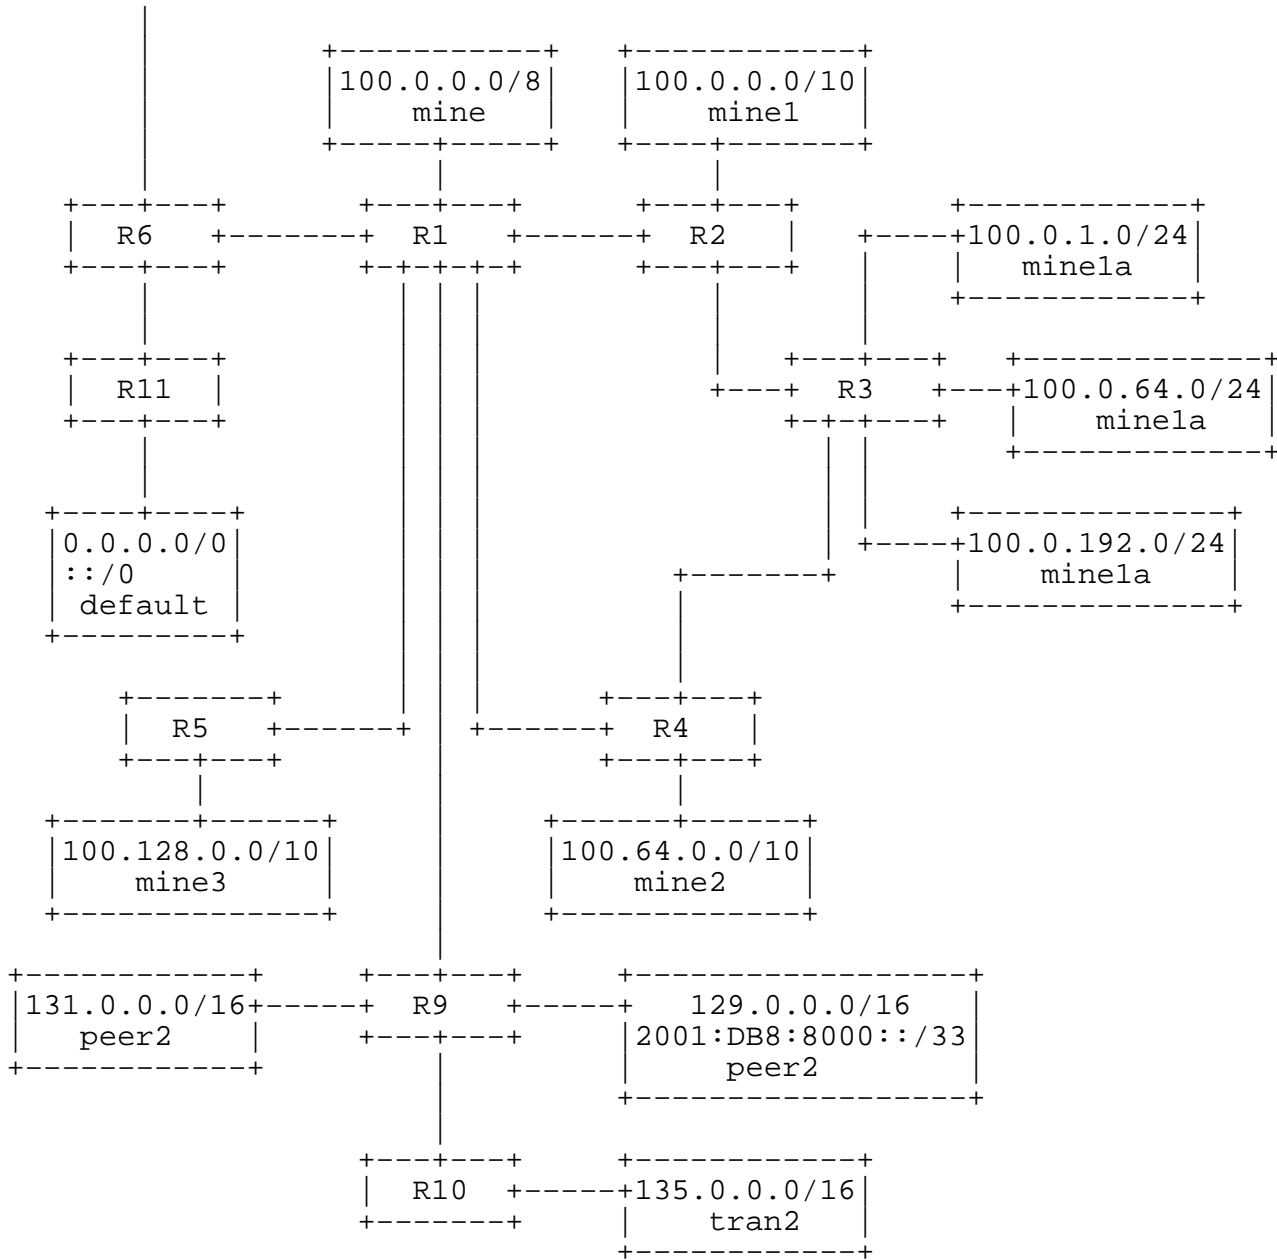 100.0.0.0/8
mine
100.0.0.0/10
mine1
R6
R1
R2
100.0.1.0/24
mine1a
R11
R3
100.0.64.0/24
mine1a
0.0.0.0/0
::/0
default
100.0.192.0/24
mine1a
R5
R4
100.128.0.0/10
mine3
100.64.0.0/10
mine2
131.0.0.0/16
peer2
R9
129.0.0.0/16
2001:DB8:8000::/33
peer2
R10
135.0.0.0/16
tran2